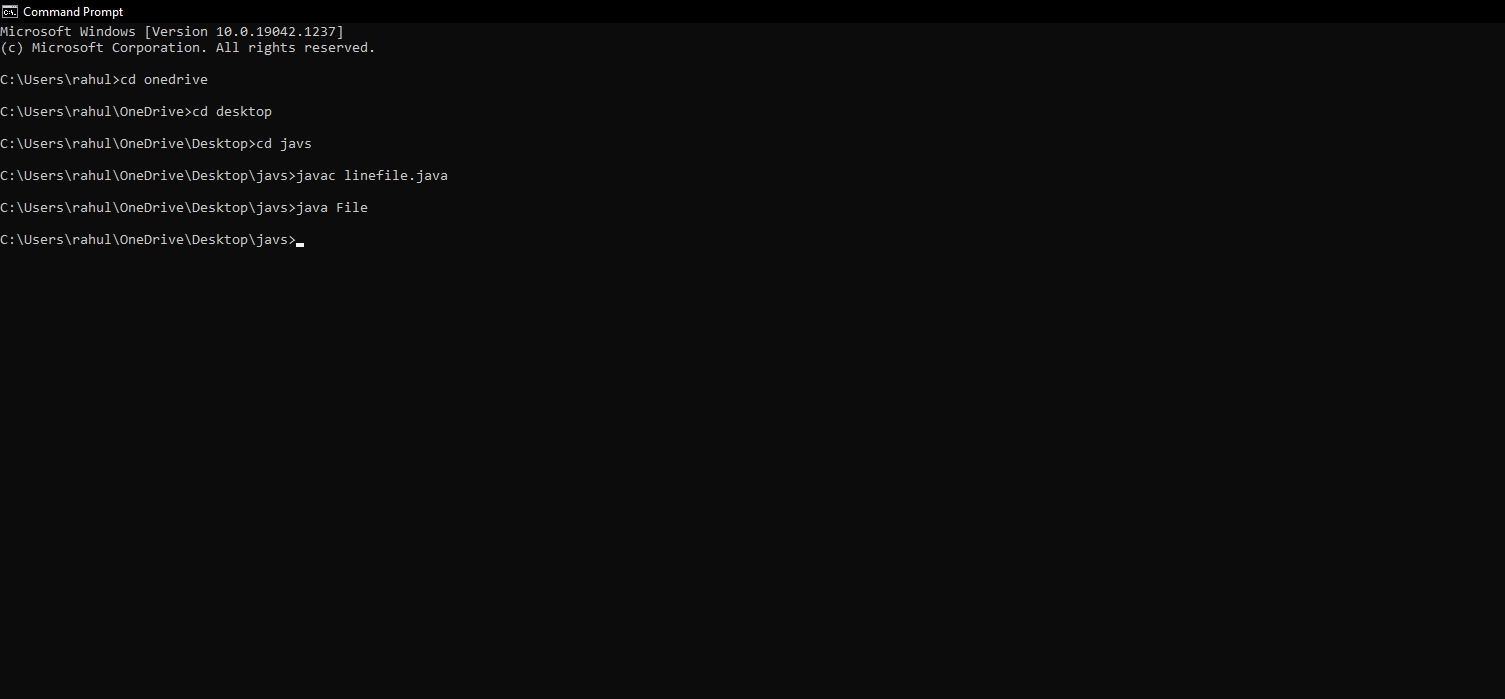 Command Prompt
Microsoft Windows [Version 10.0.19042.1237]
(c) Microsoft Corporation. All rights reserved.
C:\Users\rahul>cd onedrive
C:\Users\rahul\OneDrive>cd desktop
C:\Users\rahul\OneDrive\Desktop>cd javs
C:\Users\rahul\OneDrive\Desktop\javs>javac linefile.java
C:\Users\rahul\OneDrive\Desktop\javs>java File
C:\Users\rahul\OneDrive\Desktop\javs>